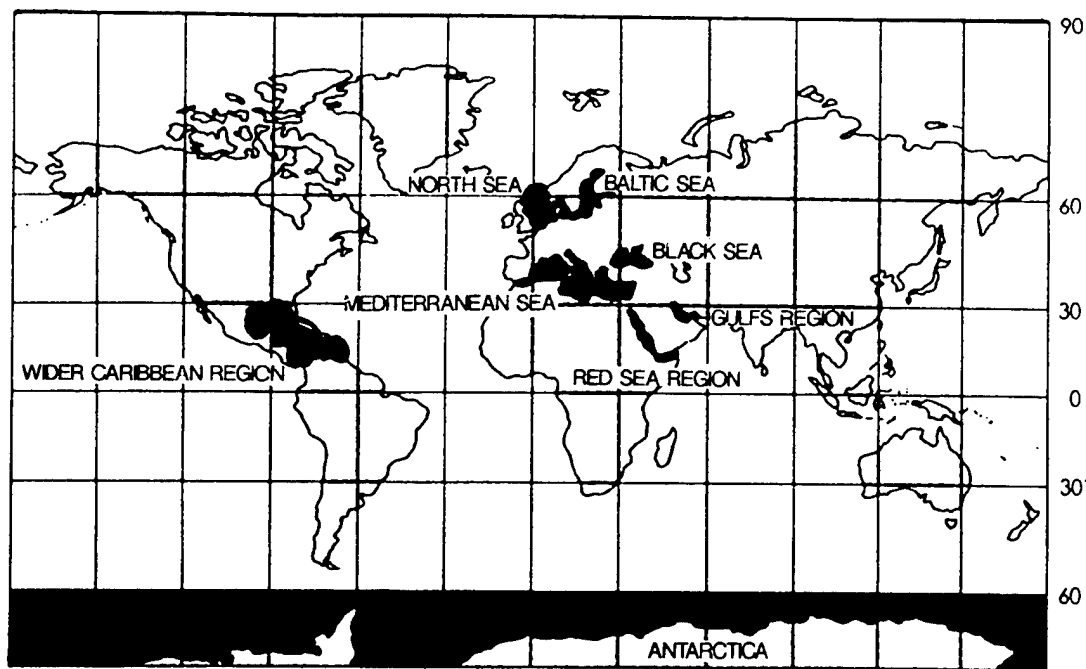 90
NORTH SEA
BALTIC SEA
60
BLACK SEA
MEDITERRANEAN SEA
30
GULFS REGION
WIDER CARIBBEAN REGION
RED SEA REGION
0
30
60
ANTARCTICA